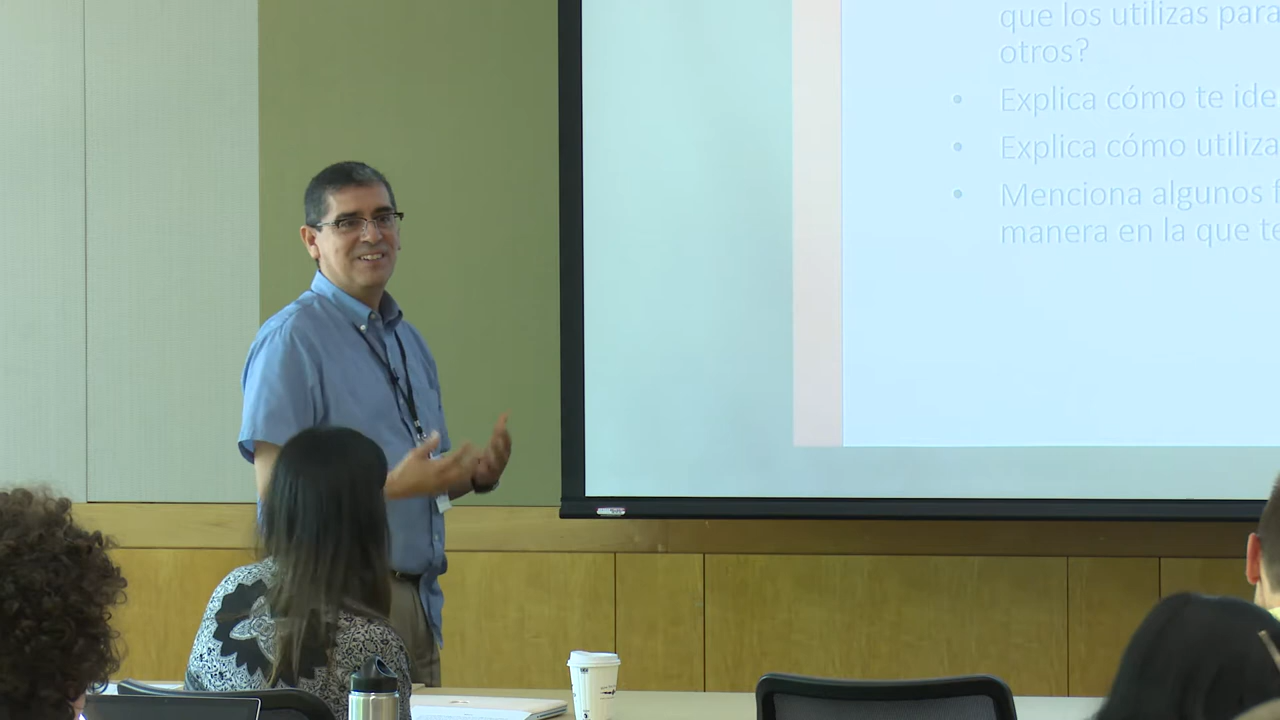 que los utilizas para
otros?
• Explica cómo te ide
• Explica cómo utiliza
• Menciona algunos f
manera en la que te